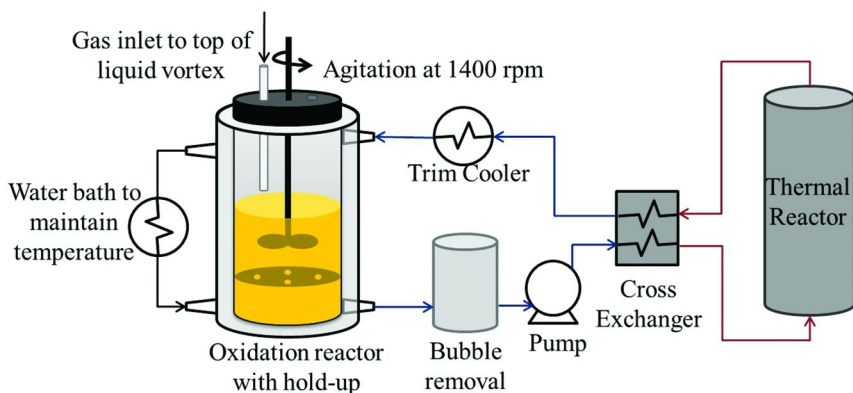 Gas inlet to top of
liquid vortex
Agitation at 1400 rpm
Water bath to
maintain
temperature
Trim Cooler
Thermal
Reactor
Cross
Exchanger
Pump
Bubble
removal
Oxidation reactor
with hold-up